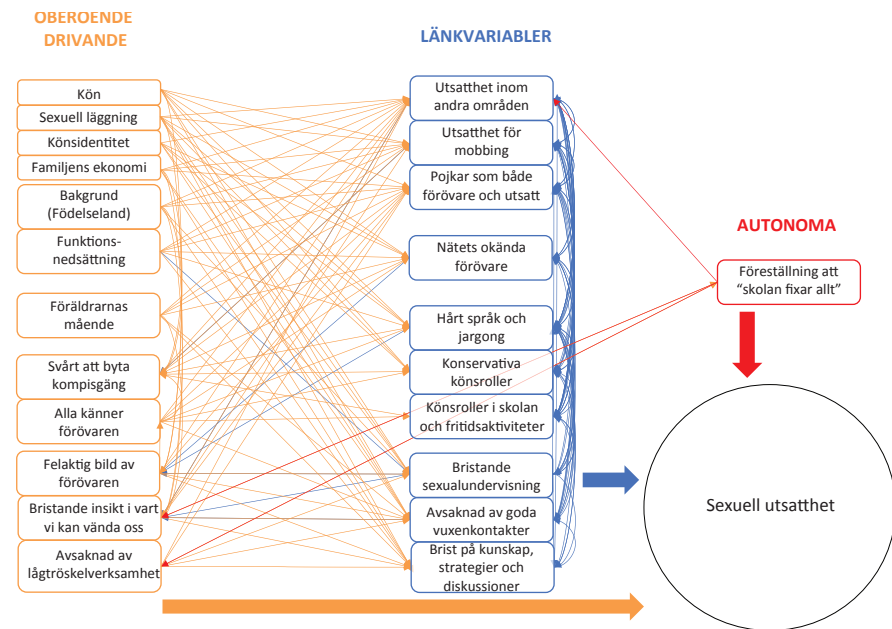 OBEROENDE
DRIVANDE
Kön
Sexuell läggning
Könsidentitet
Familjens ekonomi
Bakgrund
(Födelseland)
Funktions-
nedsättning
Föräldrarnas
mående
Svårt att byta
kompisgäng
Alla känner
förövaren
Felaktig bild av
förövaren
Bristande insikt i vart
vi kan vända oss
Avsaknad av
lågtröskelverksamhet
LÄNKVARIABLER
Utsatthet inom
andra områden
Utsatthet för
mobbing
Pojkar som både
förövare och utsatt
Nätets okända
förövare
Hårt språk och
jargong
Konservativa
könsroller
Könsroller i skolan
och fritidsaktiviteter
Bristande
sexualundervisning
Avsaknad av goda
vuxenkontakter
Brist på kunskap,
strategier och
diskussioner
AUTONOMA
Föreställning att
“skolan fixar allt”
Sexuell utsatthet